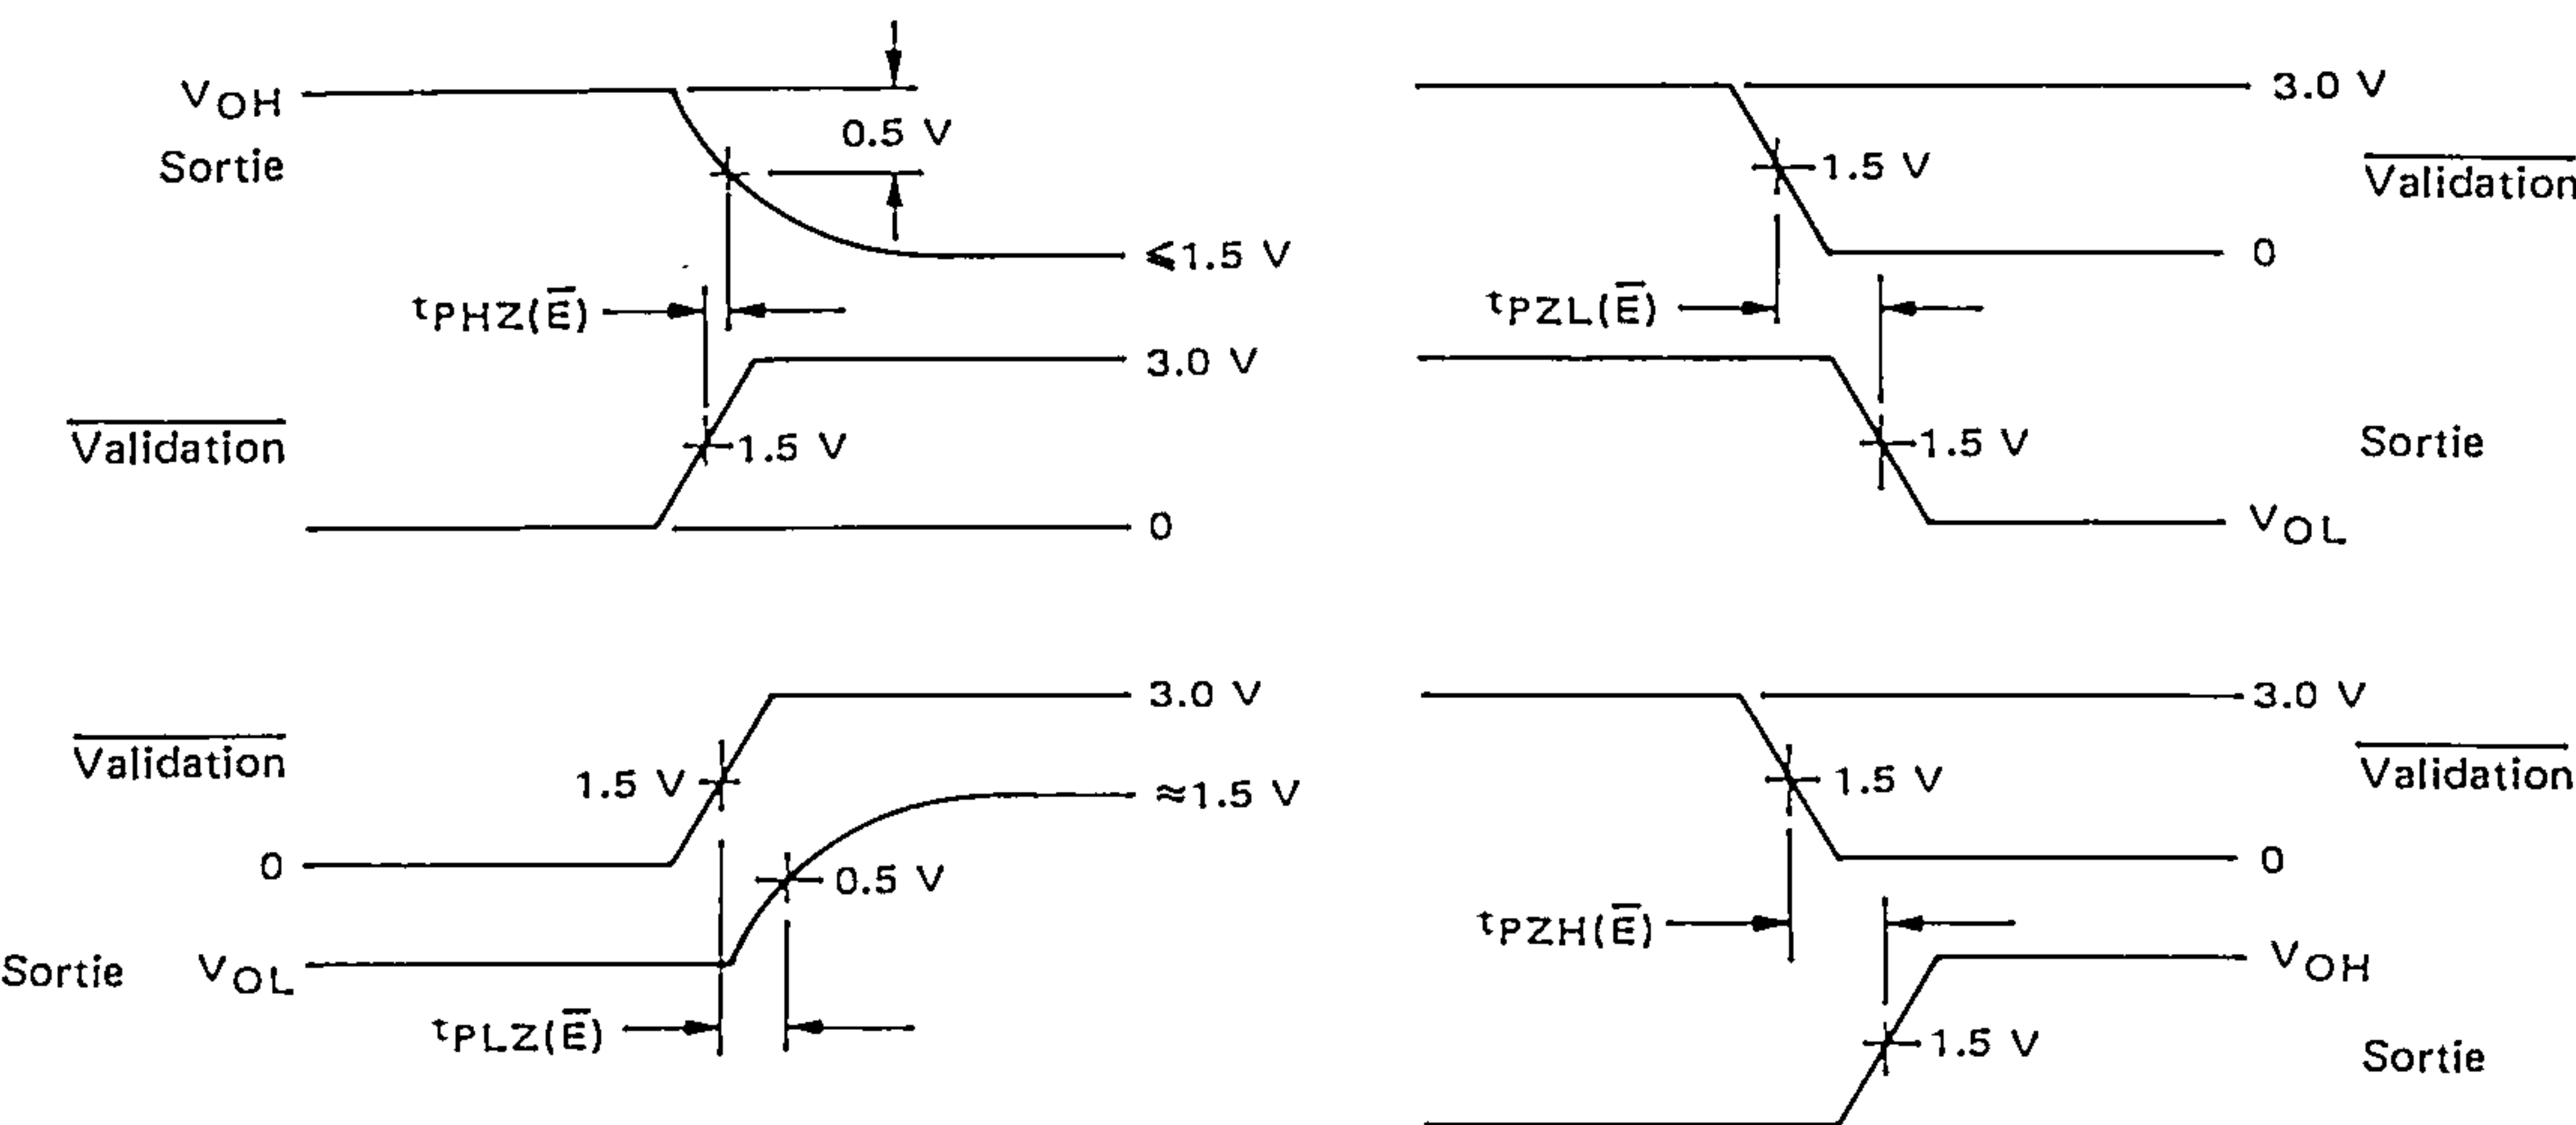 VOH
Sortie
0.5 V
≤1.5 V
tPHZ(E̅)
3.0 V
Validation
1.5 V
0
3.0 V
1.5 V
Validation
0
tPZL(E̅)
1.5 V
Sortie
VOL
3.0 V
Validation
1.5 V
≈1.5 V
0
0.5 V
Sortie VOL
tPLZ(E̅)
3.0 V
1.5 V
Validation
0
tPZH(E̅)
VOH
1.5 V
Sortie